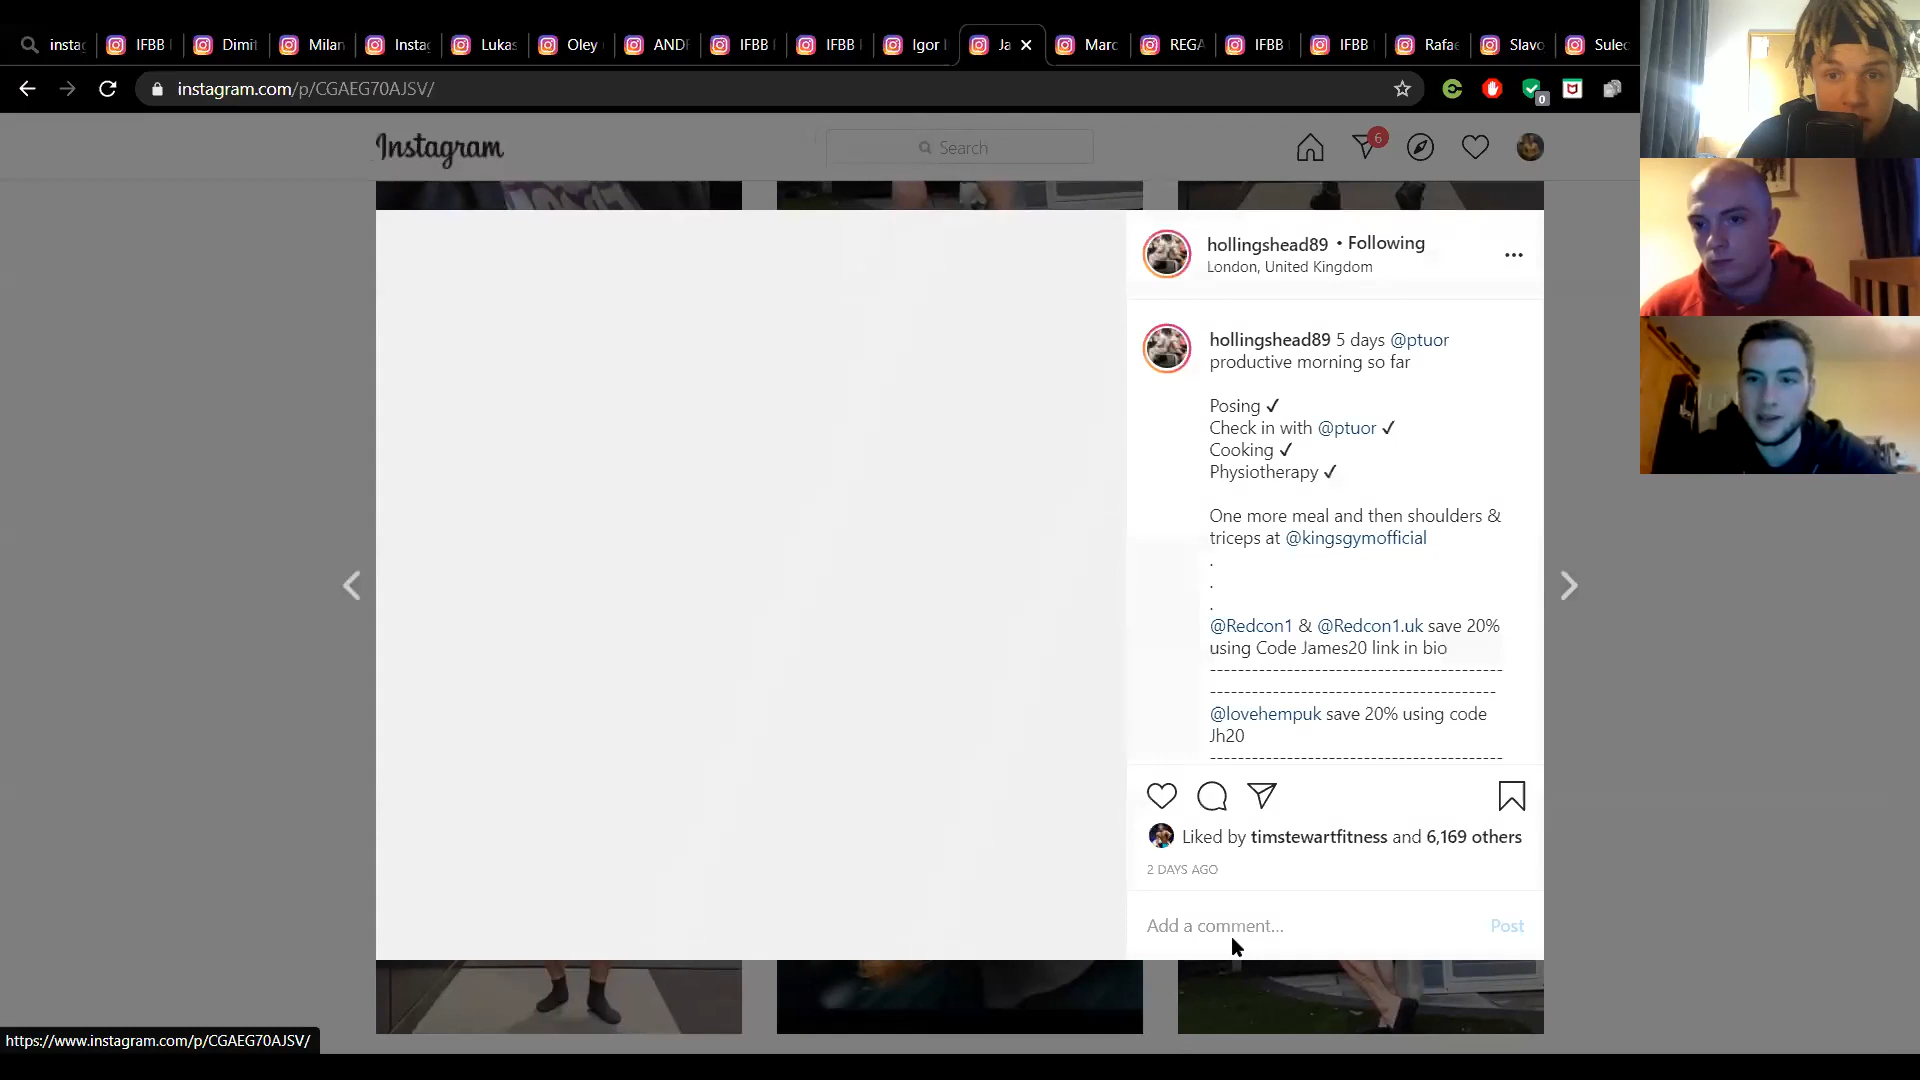 insta
IFBB
Dimit
Milan
Insta
Lukas
Oley
AND
IFBB
IFBB
Igor
Ja
Marc
REGA
IFBB
IFBB
Rafae
Slavo
Sulec
instagram.com/p/CGAEG70AJSV/
0
Instagram
Search
6
hollingshead89 • Following
London, United Kingdom
hollingshead89 5 days @ptuor
productive morning so far
Posing ✓
Check in with @ptuor ✓
Cooking ✓
Physiotherapy ✓
One more meal and then shoulders &
triceps at @kingsgymofficial
.
.
.
@Redcon1 & @Redcon1.uk save 20%
using Code James20 link in bio
------------------------------------------
-----------------------------------------
@lovehempuk save 20% using code
Jh20
------------------------------------------
Liked by timstewartfitness and 6,169 others
2 DAYS AGO
Add a comment...
Post
https://www.instagram.com/p/CGAEG70AJSV/